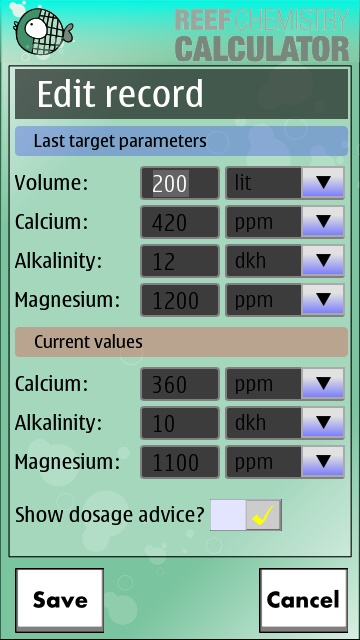 REEF CHEMISTRY
CALCULATOR
Edit record
Last target parameters
Volume: 200 lit
Calcium: 420 ppm
Alkalinity: 12 dkh
Magnesium: 1200 ppm
Current values
Calcium: 360 ppm
Alkalinity: 10 dkh
Magnesium: 1100 ppm
Show dosage advice?
Save Cancel